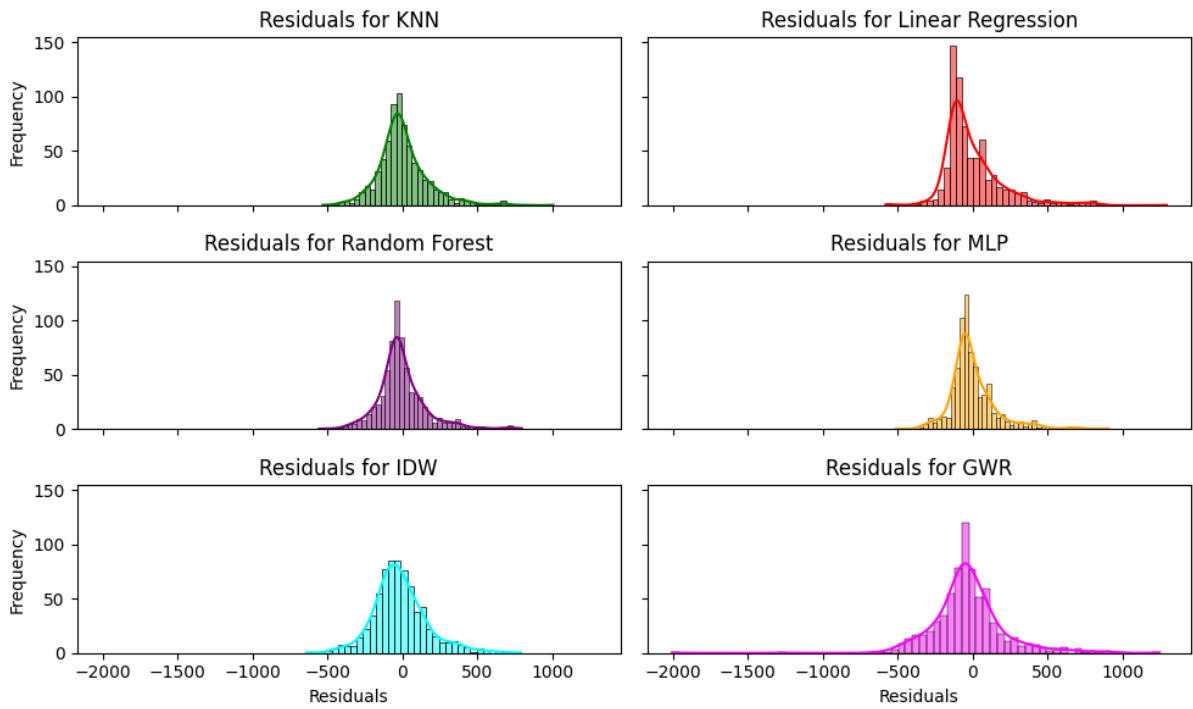 Residuals for KNN
Residuals for Linear Regression
150
100
50
0
Frequency
Residuals for Random Forest
Residuals for MLP
150
100
50
0
Frequency
Residuals for IDW
Residuals for GWR
150
100
50
0
Frequency
−2000 −1500 −1000 −500 0 500 1000
−2000 −1500 −1000 −500 0 500 1000
Residuals
Residuals